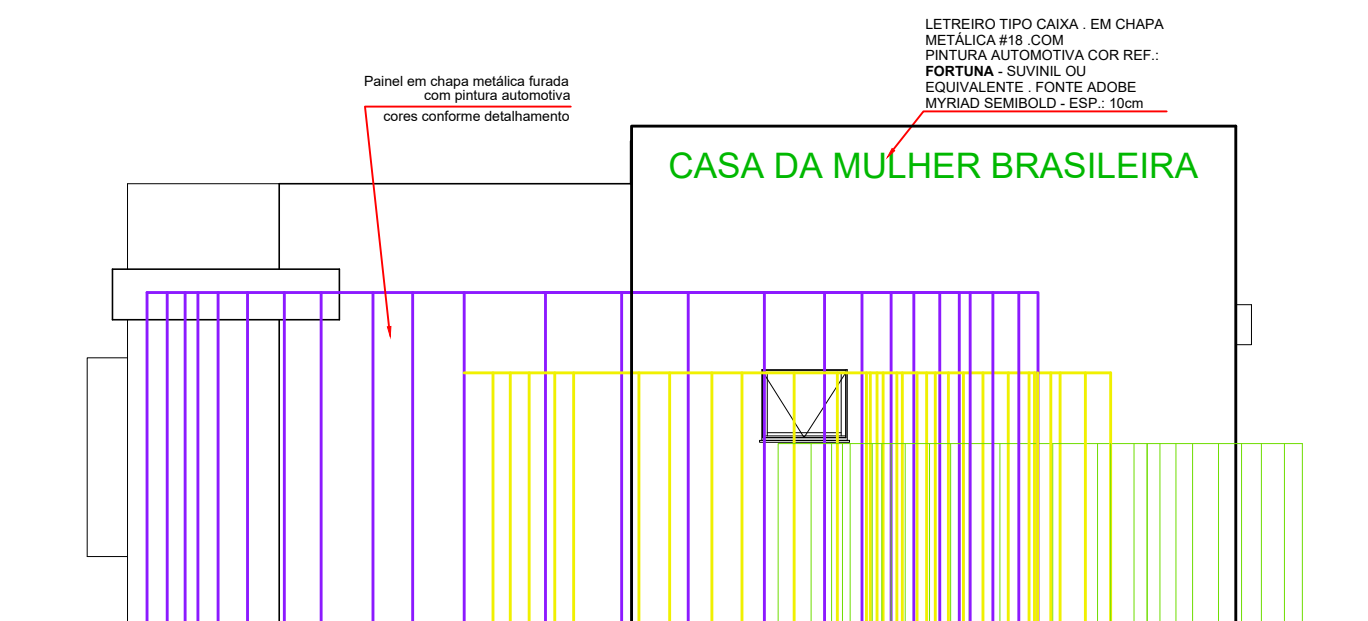 LETREIRO TIPO CAIXA . EM CHAPA
METÁLICA #18 .COM
PINTURA AUTOMOTIVA COR REF.:
FORTUNA - SUVINIL OU
EQUIVALENTE . FONTE ADOBE
MYRIAD SEMIBOLD - ESP.: 10cm
Painel em chapa metálica furada
com pintura automotiva
cores conforme detalhamento
CASA DA MULHER BRASILEIRA